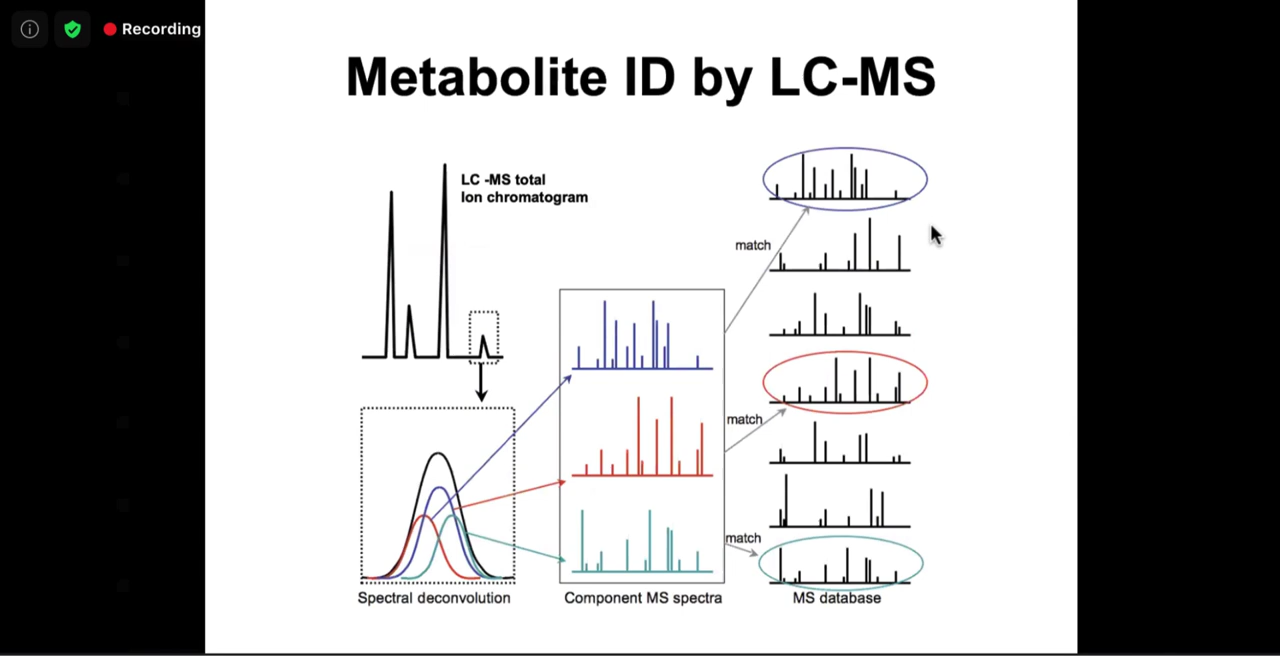 Recording
Metabolite ID by LC-MS
LC -MS total
Ion chromatogram
match
match
match
Spectral deconvolution
Component MS spectra
MS database